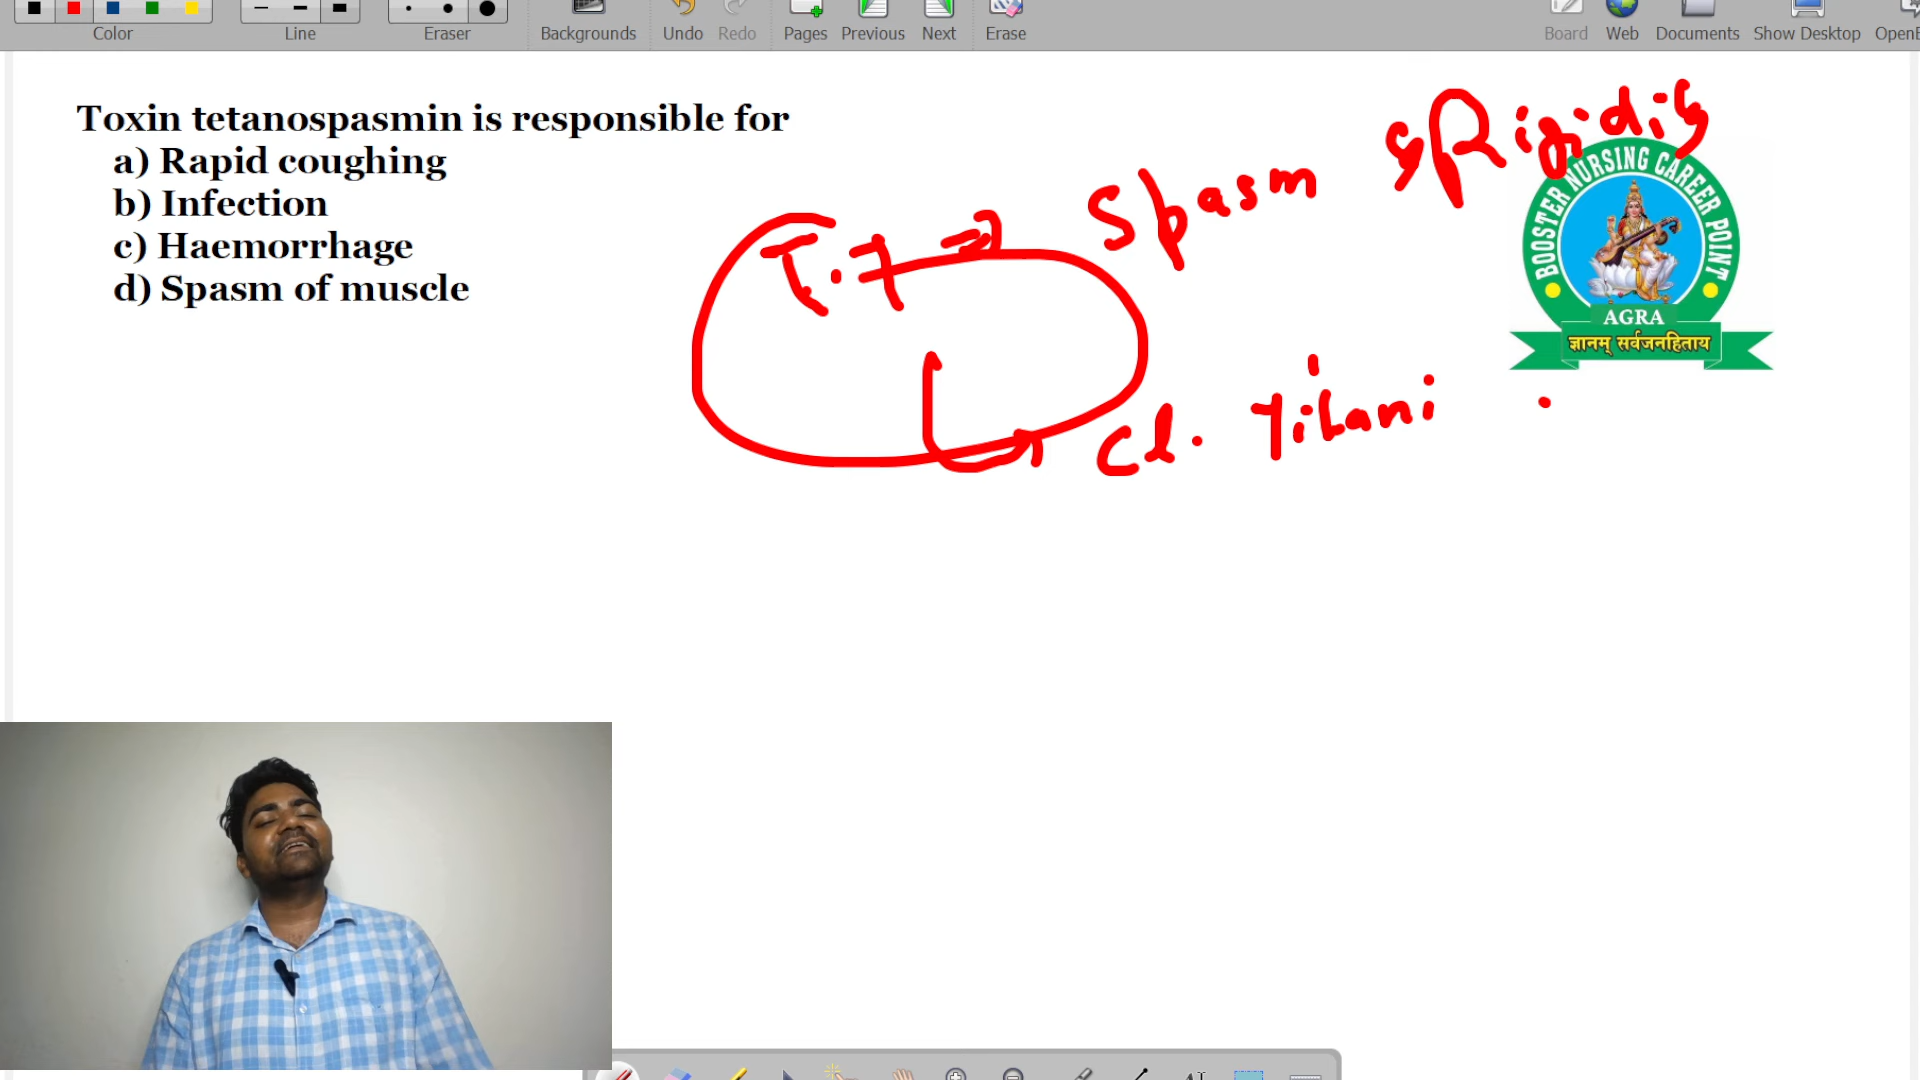 Color Line Eraser Backgrounds Undo Redo Pages Previous Next Erase Board Web Documents Show Desktop
Toxin tetanospasmin is responsible for
a) Rapid coughing
b) Infection
c) Haemorrhage
d) Spasm of muscle
T.T Spasm
Cl.
BOOSTER NURSING CAREER POINT
AGRA
ज्ञानम् सर्वजनहिताय